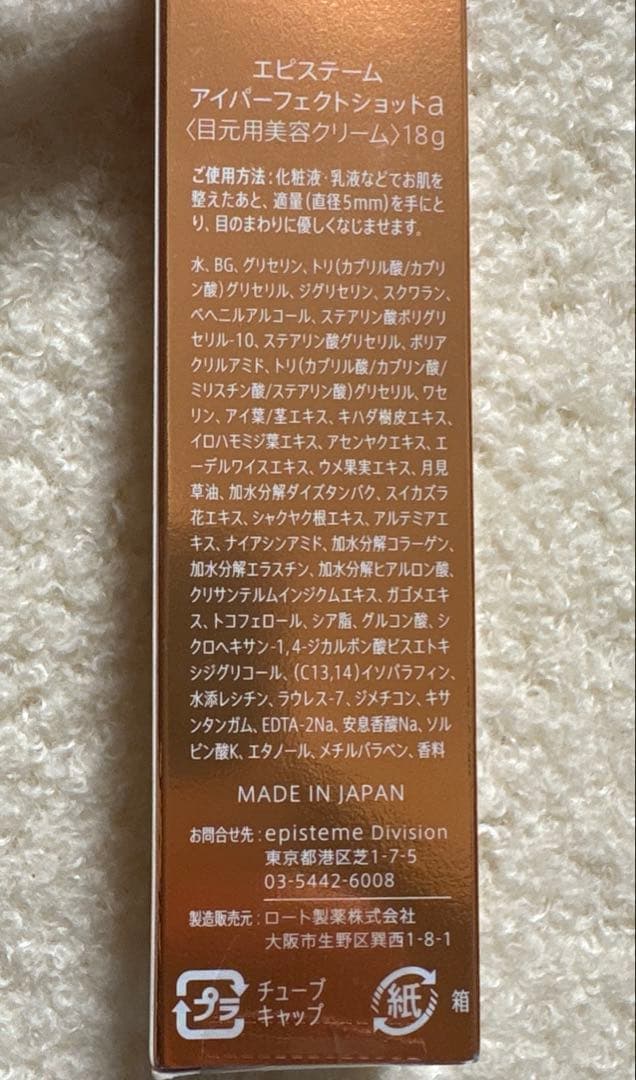 エピステーム
アイパーフェクトショットa
〈目元用美容クリーム〉18g
ご使用方法：化粧液・乳液などでお肌を
整えたあと、適量(直径5mm)を手にと
り、目のまわりに優しくなじませます。
水、BG、グリセリン、トリ(カプリル酸/カプリ
ン酸)グリセリル、ジグリセリン、スクワラン、
ベヘニルアルコール、ステアリン酸ポリグリ
セリル-10、ステアリン酸グリセリル、ポリア
クリルアミド、トリ(カプリル酸/カプリン酸/
ミリスチン酸/ステアリン酸)グリセリル、ワセ
リン、アイ葉/茎エキス、キハダ樹皮エキス、
イロハモミジ葉エキス、アセンヤクエキス、エ
ーデルワイスエキス、ウメ果実エキス、月見
草油、加水分解ダイズタンパク、スイカズラ
花エキス、シャクヤク根エキス、アルテミアエ
キス、ナイアシンアミド、加水分解コラーゲン、
加水分解エラスチン、加水分解ヒアルロン酸、
クリサンテルムインジクムエキス、ガゴメエキ
ス、トコフェロール、シア脂、グルコン酸、シ
クロヘキサン-1,4-ジカルボン酸ビスエトキ
シジグリコール、(C13,14)イソパラフィン、
水添レシチン、ラウレス-7、ジメチコン、キサ
ンタンガム、EDTA-2Na、安息香酸Na、ソル
ビン酸K、エタノール、メチルパラベン、香料
MADE IN JAPAN
お問合せ先：episteme Division
東京都港区芝1-7-5
03-5442-6008
製造販売元：ロート製薬株式会社
大阪市生野区巽西1-8-1
プラ チューブ
キャップ
紙 箱